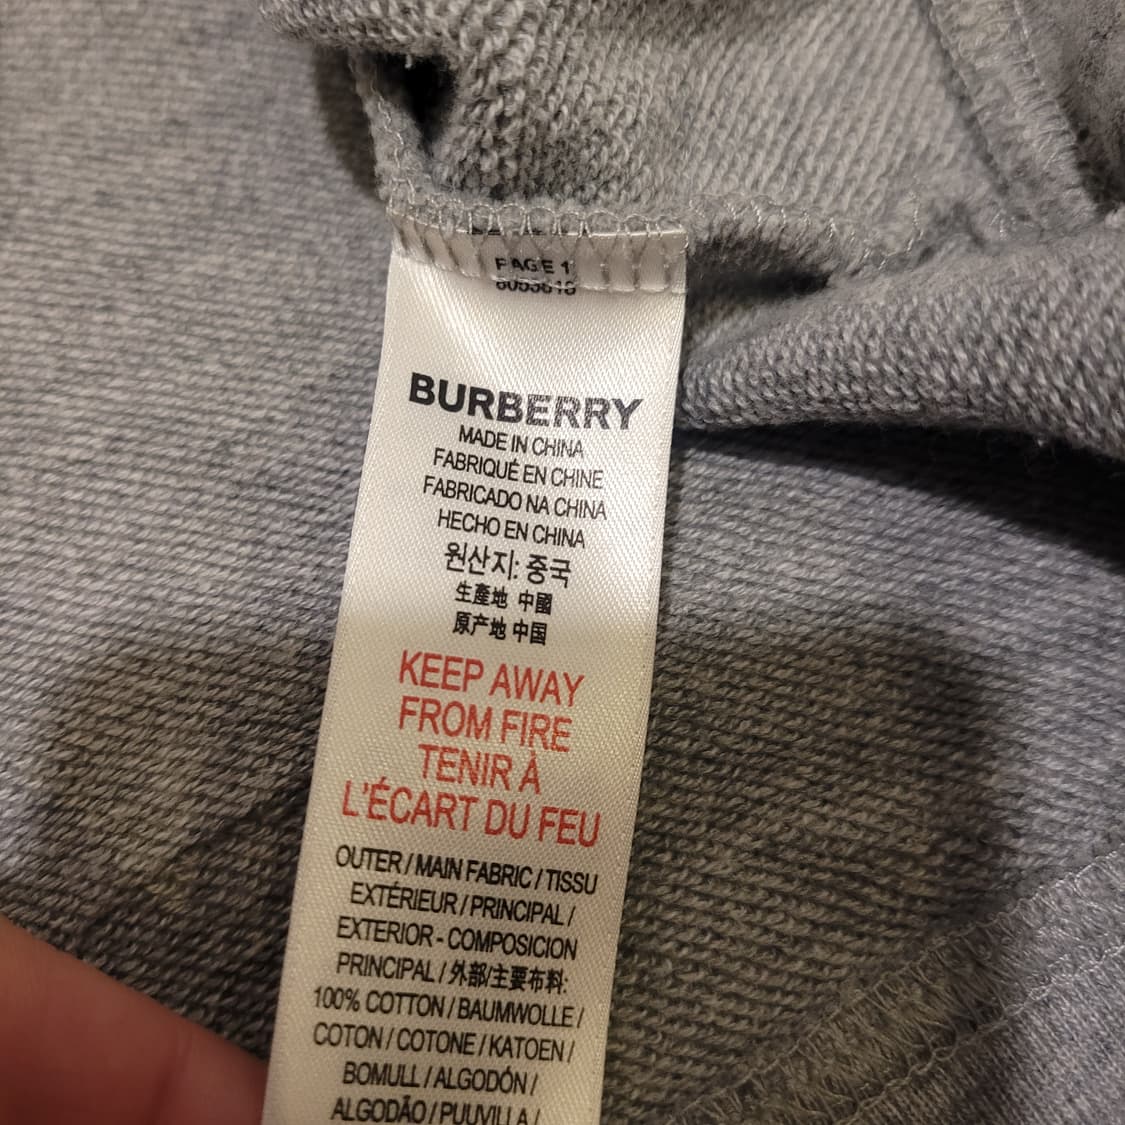 PAGE 1
BURBERRY
MADE IN CHINA
FABRIQUÉ EN CHINE
FABRICADO NA CHINA
HECHO EN CHINA
원산지: 중국
生產地 中國
原产地 中国
KEEP AWAY
FROM FIRE
TENIR À
L'ÉCART DU FEU
OUTER / MAIN FABRIC / TISSU
EXTÉRIEUR / PRINCIPAL /
EXTERIOR - COMPOSICION
PRINCIPAL / 外部/主要布料:
100% COTTON / BAUMWOLLE /
COTON / COTONE / KATOEN /
BOMULL / ALGODÓN /
ALGODÃO / PUUVILLA /